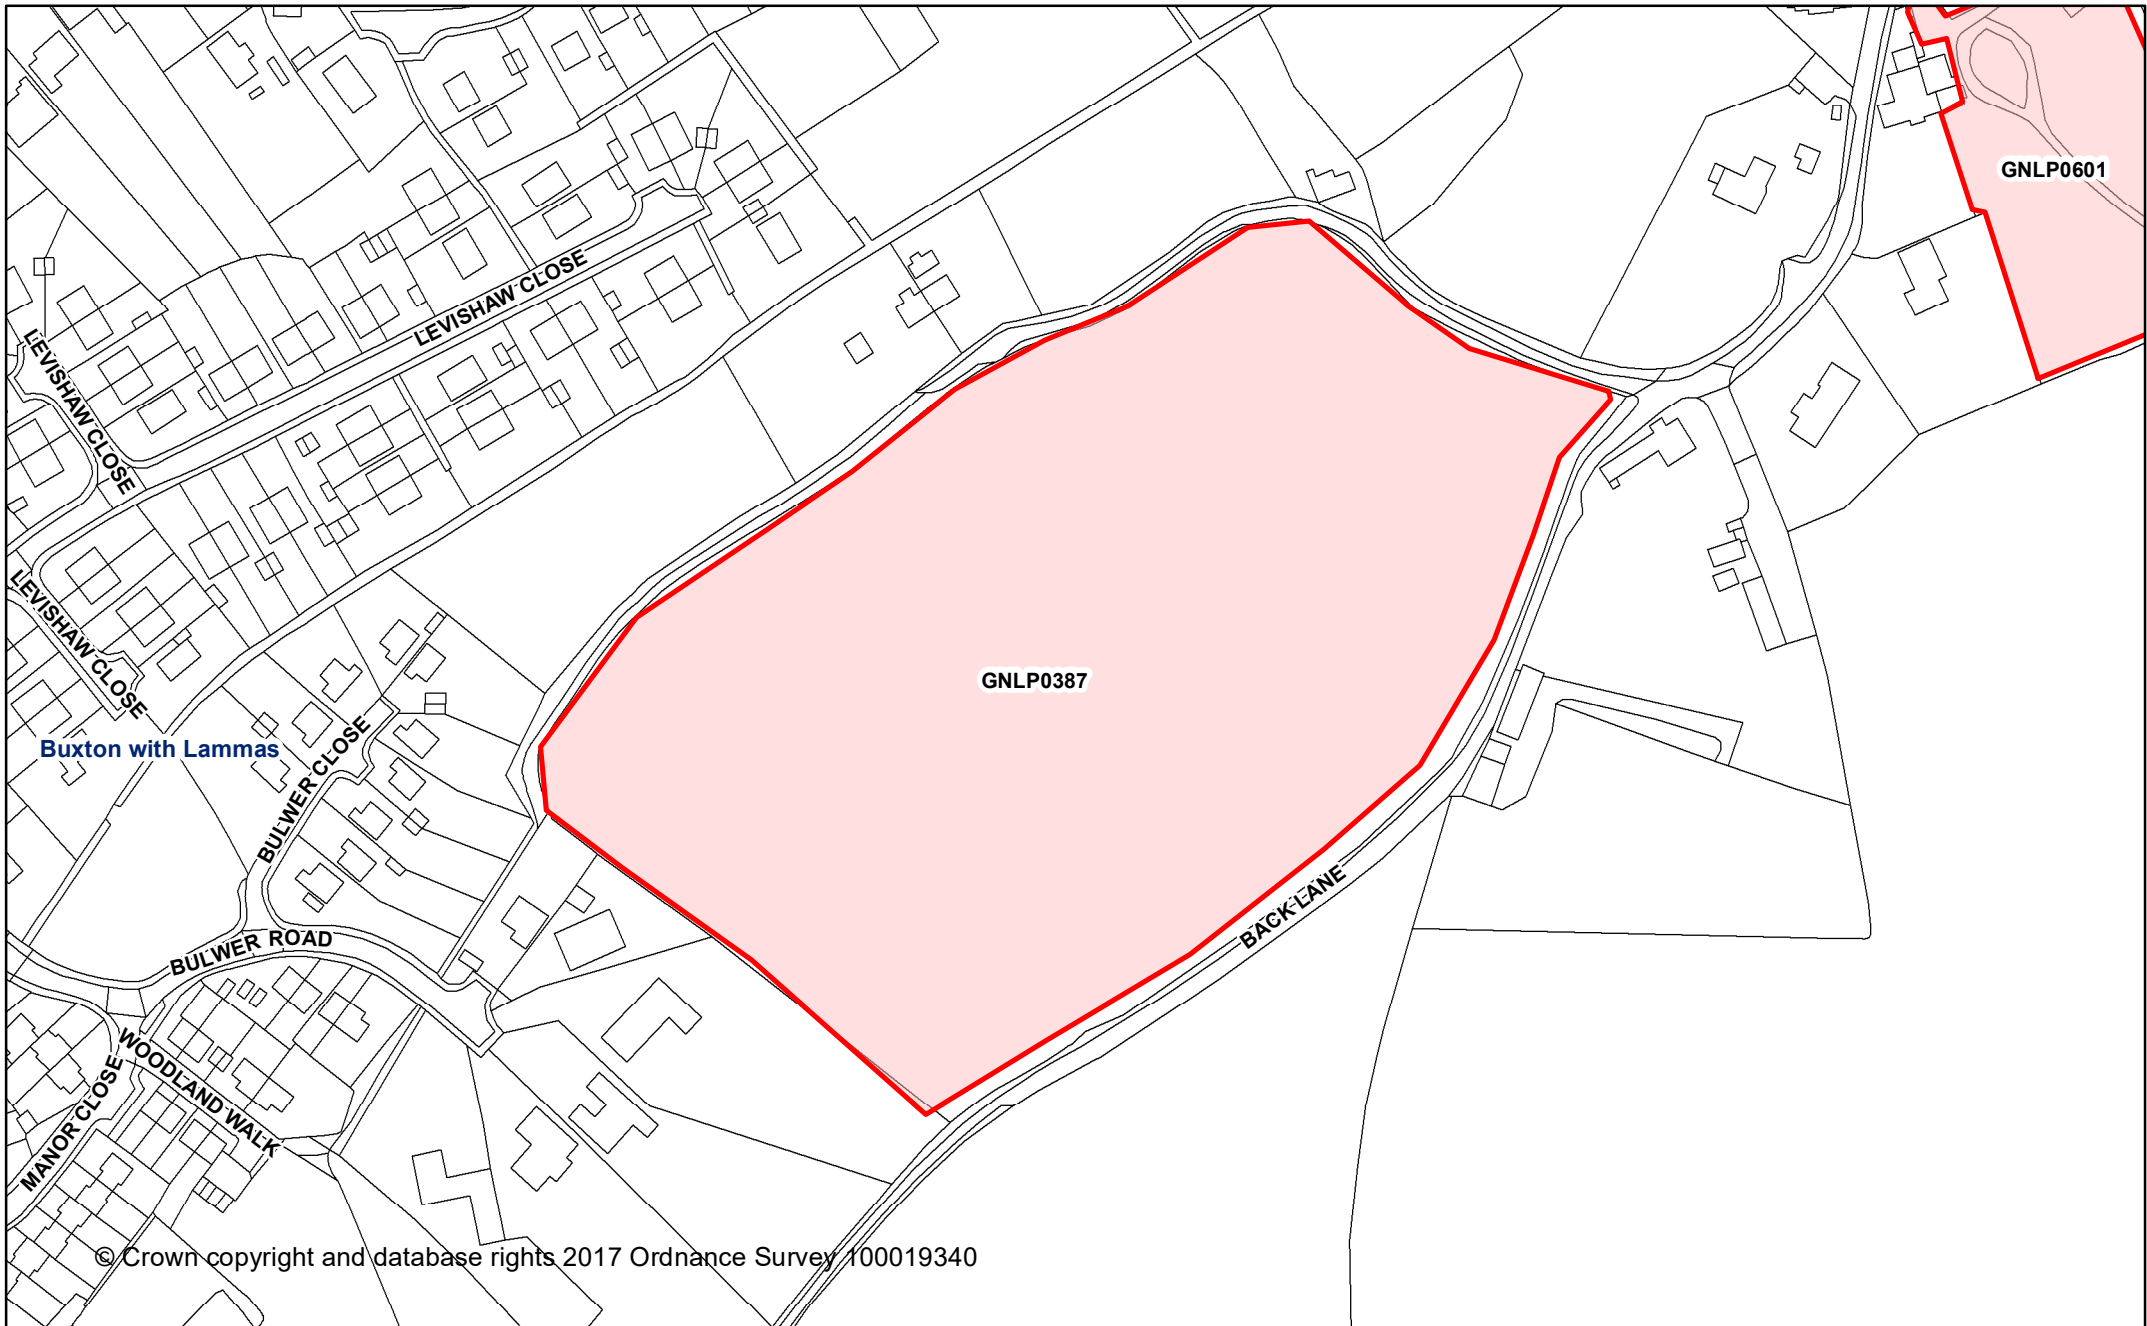 GNLP0601
LEVISHAW CLOSE
LEVISHAW CLOSE
LEVISHAW CLOSE
GNLP0387
Buxton with Lammas
BULWER CLOSE
BACK LANE
BULWER ROAD
WOODLAND WALK
MANOR CLOSE
© Crown copyright and database rights 2017 Ordnance Survey 100019340